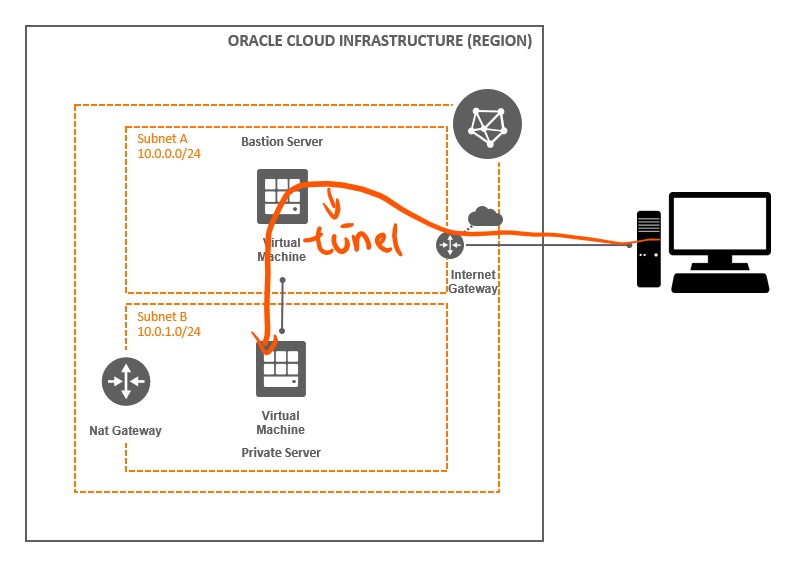 ORACLE CLOUD INFRASTRUCTURE (REGION)
Subnet A
10.0.0.0/24
Bastion Server
Virtual
Machine
túnel
Internet
Gateway
Subnet B
10.0.1.0/24
Nat Gateway
Virtual
Machine
Private Server